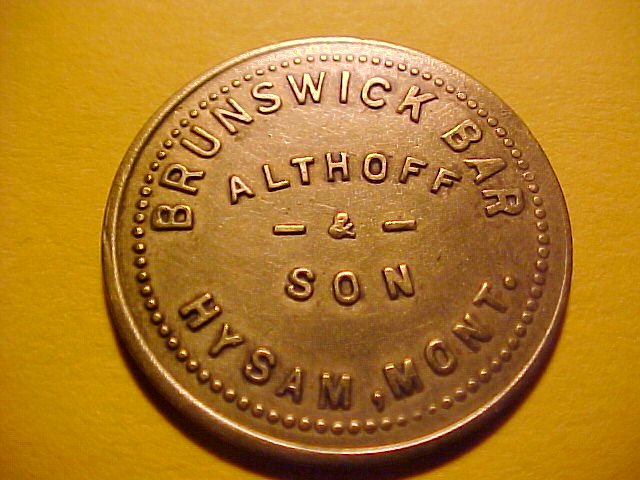 BRUNSWICK BAR
ALTHOFF
- & -
SON
HYSAM, MONT.